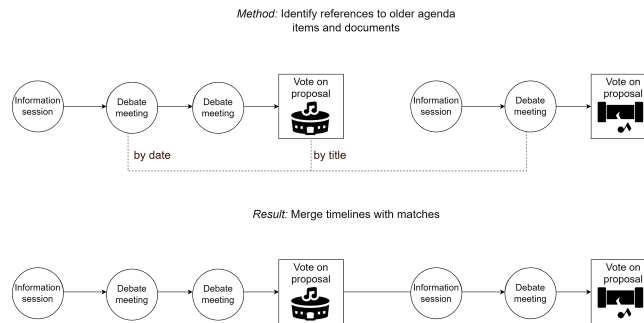 Method: Identify references to older agenda
items and documents
Information
session
Debate
meeting
Debate
meeting
Vote on
proposal
Information
session
Debate
meeting
Vote on
proposal
by date
by title
Result: Merge timelines with matches
Information
session
Debate
meeting
Debate
meeting
Vote on
proposal
Information
session
Debate
meeting
Vote on
proposal